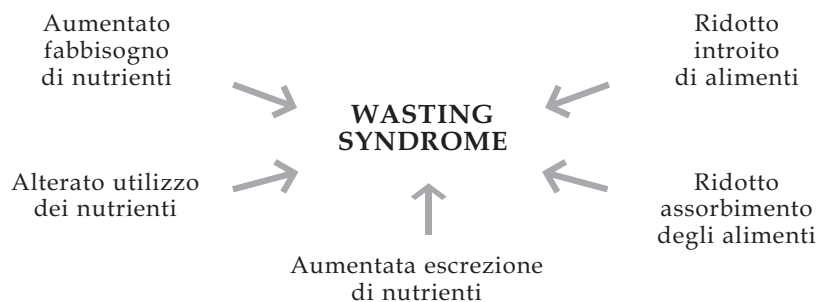 Aumentato
fabbisogno
di nutrienti
Ridotto
introito
di alimenti
WASTING
SYNDROME
Alterato utilizzo
dei nutrienti
Ridotto
assorbimento
degli alimenti
Aumentata escrezione
di nutrienti